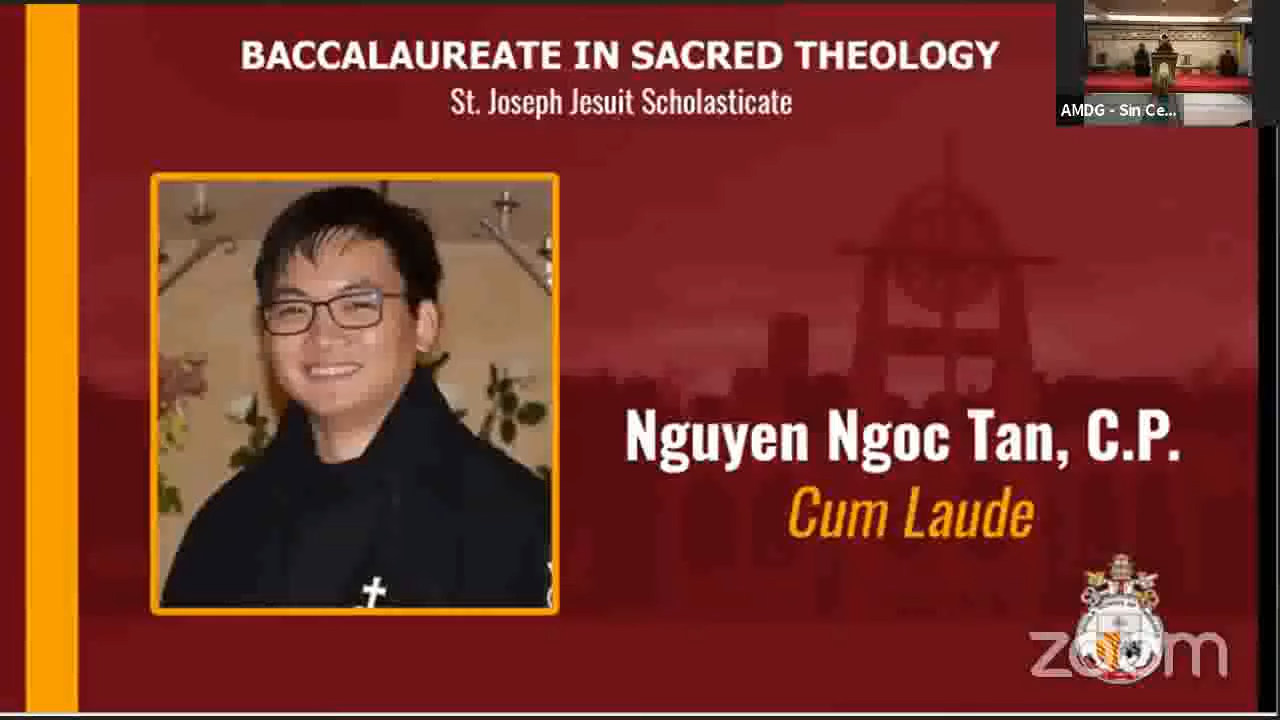 BACCALAUREATE IN SACRED THEOLOGY
St. Joseph Jesuit Scholasticate
AMDG - Sin Ce...
Nguyen Ngoc Tan, C.P.
Cum Laude
zoom